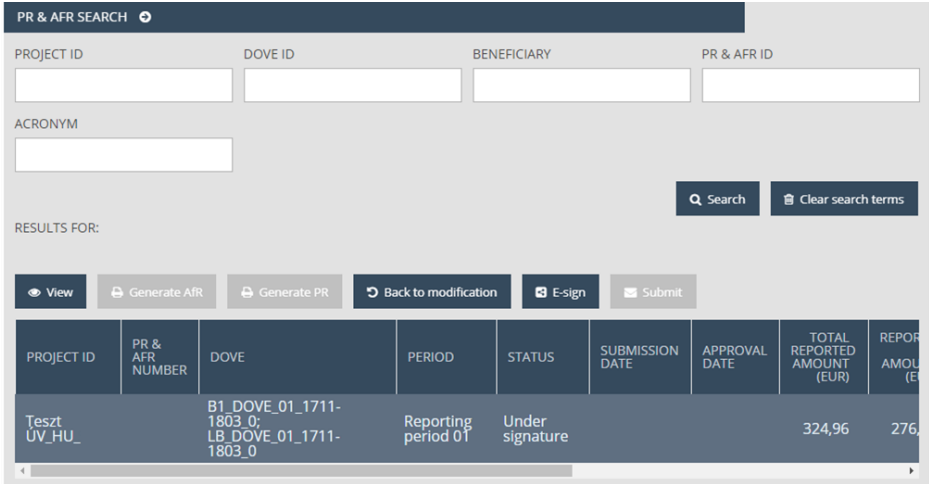 PR & AFR SEARCH
PROJECT ID DOVE ID BENEFICIARY PR & AFR ID
ACRONYM
Search Clear search terms
RESULTS FOR:
View Generate AfR Generate PR Back to modification E-sign Submit
PROJECT ID
PR &
AFR
NUMBER
DOVE
PERIOD
STATUS
SUBMISSION
DATE
APPROVAL
DATE
TOTAL
REPORTED
AMOUNT
(EUR)
Teszt
ÚV_HU_
B1_DOVE_01_1711-
1803_0;
LB_DOVE_01_1711-
1803_0
Reporting
period 01
Under
signature
324,96
276,